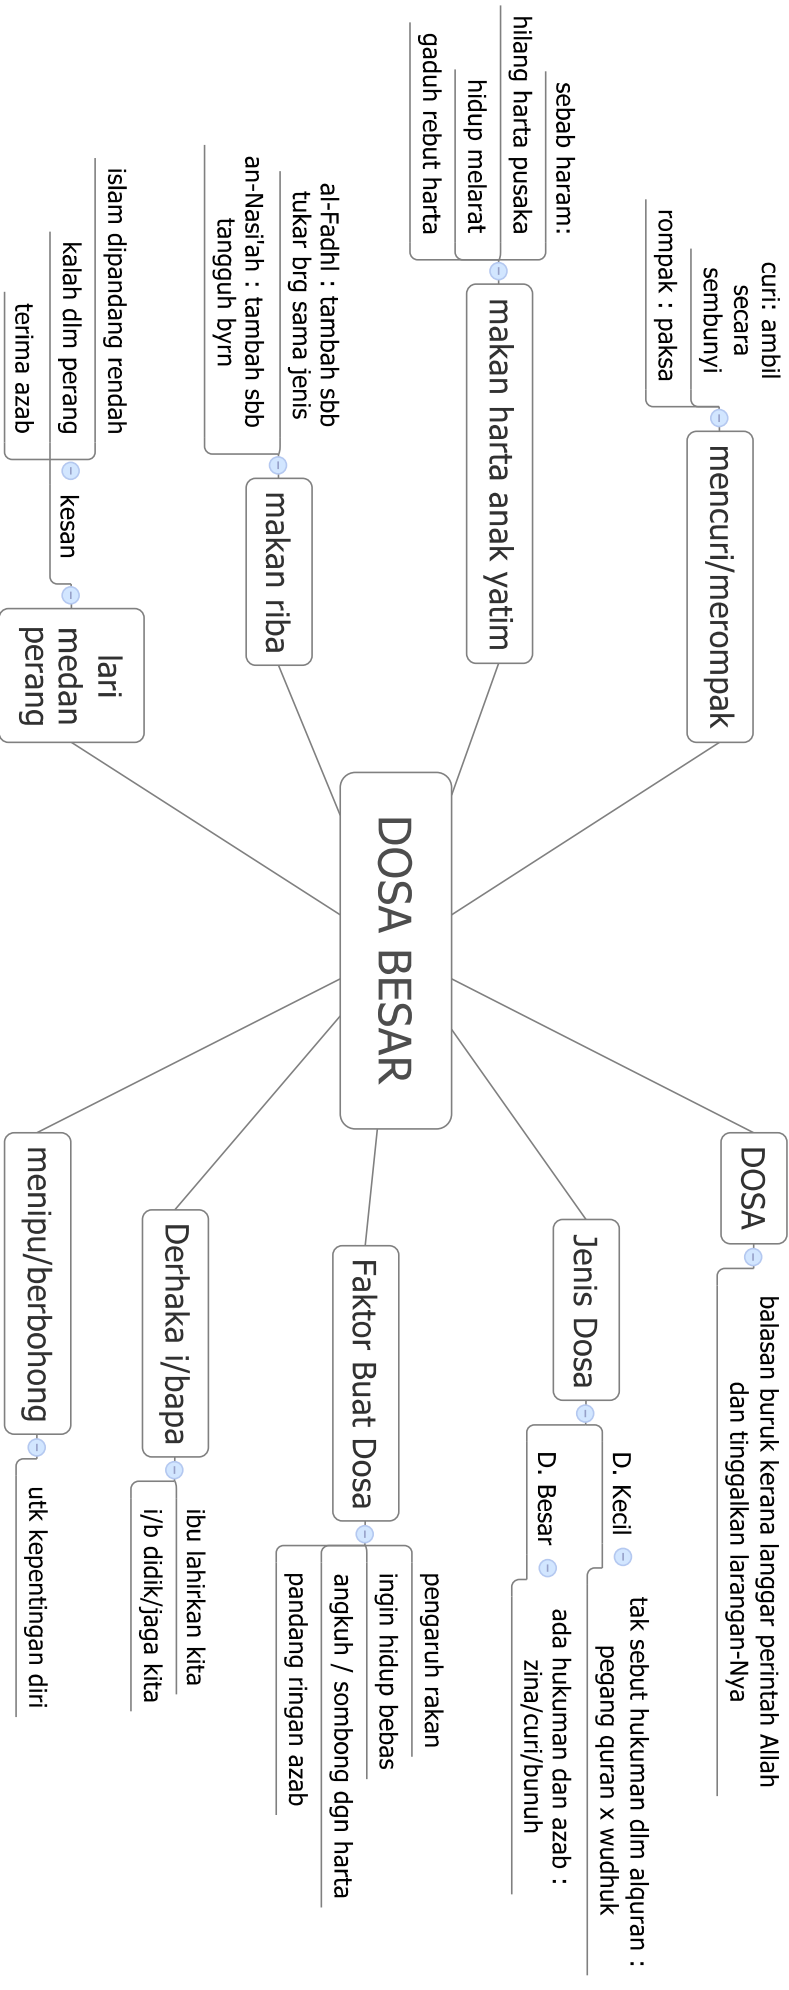 DOSA BESAR
DOSA
balasan buruk kerana langgar perintah Allah
dan tinggalkan larangan-Nya
Jenis Dosa
D. Kecil
tak sebut hukuman dlm alquran :
pegang quran x wudhuk
D. Besar
ada hukuman dan azab :
zina/curi/bunuh
Faktor Buat Dosa
pengaruh rakan
ingin hidup bebas
angkuh / sombong dgn harta
pandang ringan azab
Derhaka i/bapa
ibu lahirkan kita
i/b didik/jaga kita
menipu/berbohong
utk kepentingan diri
mencuri/merompak
curi: ambil
secara
sembunyi
rompak : paksa
makan harta anak yatim
sebab haram:
hilang harta pusaka
hidup melarat
gaduh rebut harta
makan riba
al-Fadhl : tambah sbb
tukar brg sama jenis
an-Nasi'ah : tambah sbb
tangguh byrn
lari
medan
perang
kesan
islam dipandang rendah
kalah dlm perang
terima azab